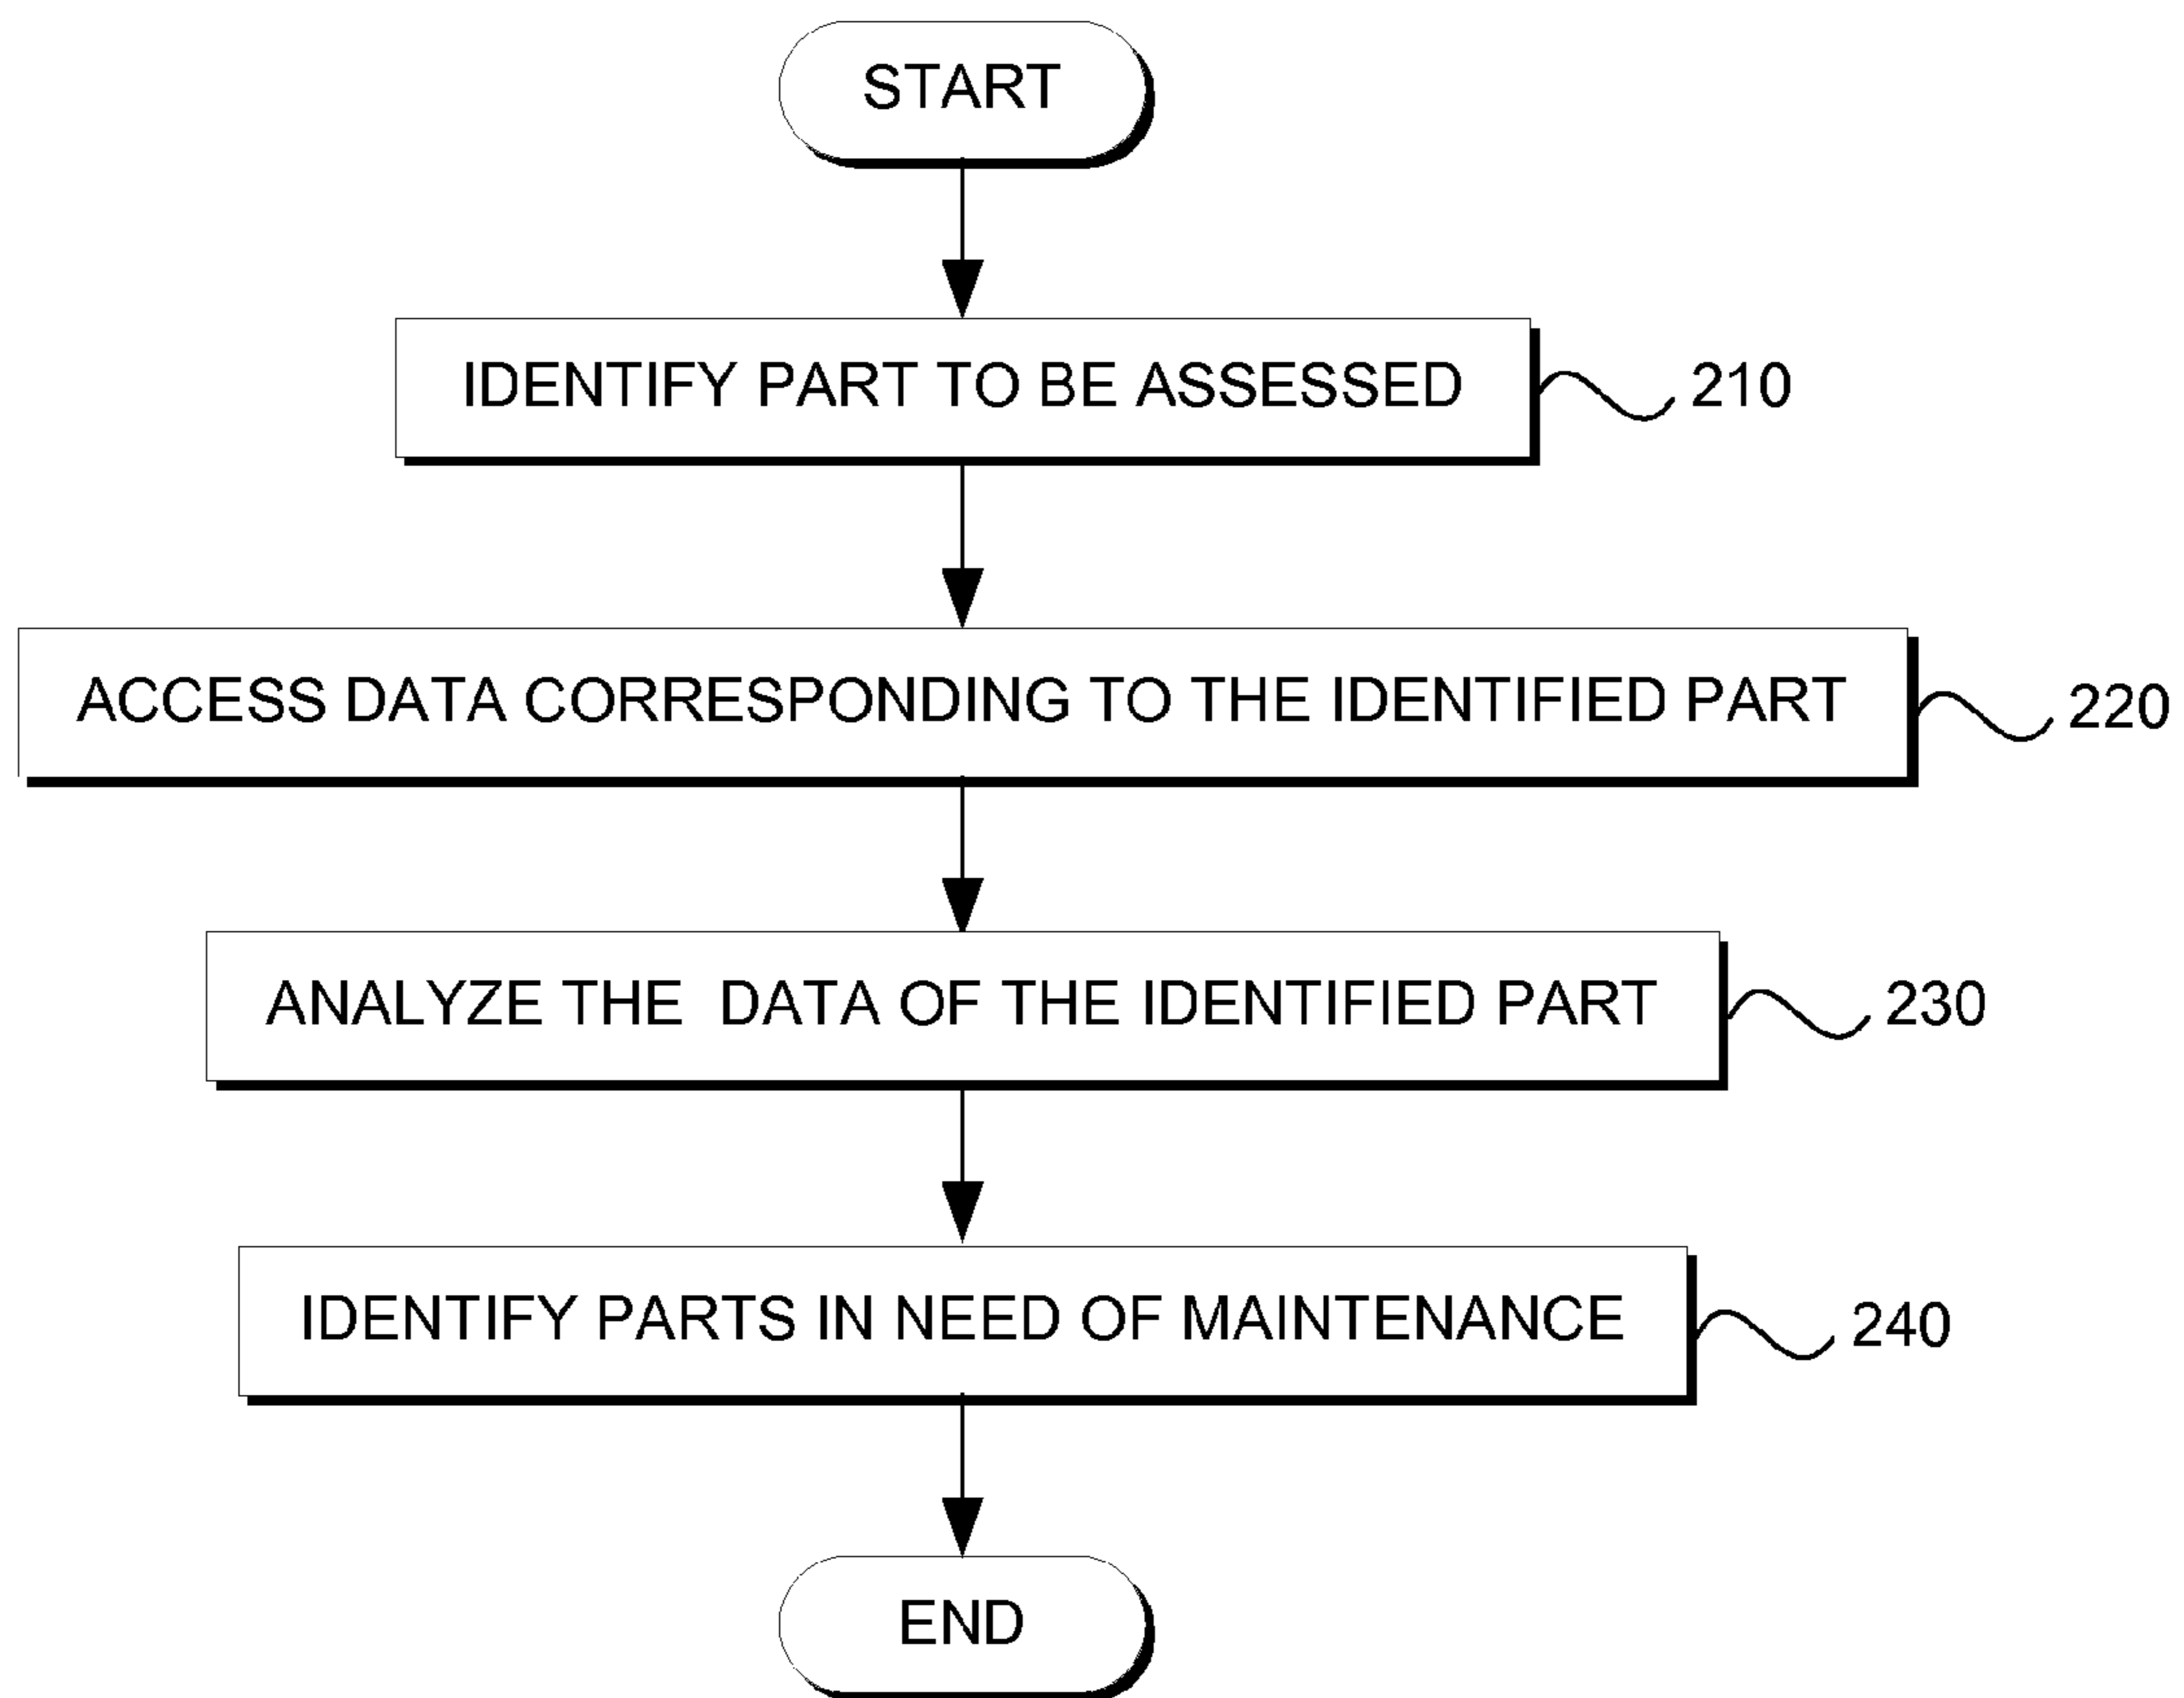 START
IDENTIFY PART TO BE ASSESSED
210
ACCESS DATA CORRESPONDING TO THE IDENTIFIED PART
220
ANALYZE THE DATA OF THE IDENTIFIED PART
230
IDENTIFY PARTS IN NEED OF MAINTENANCE
240
END